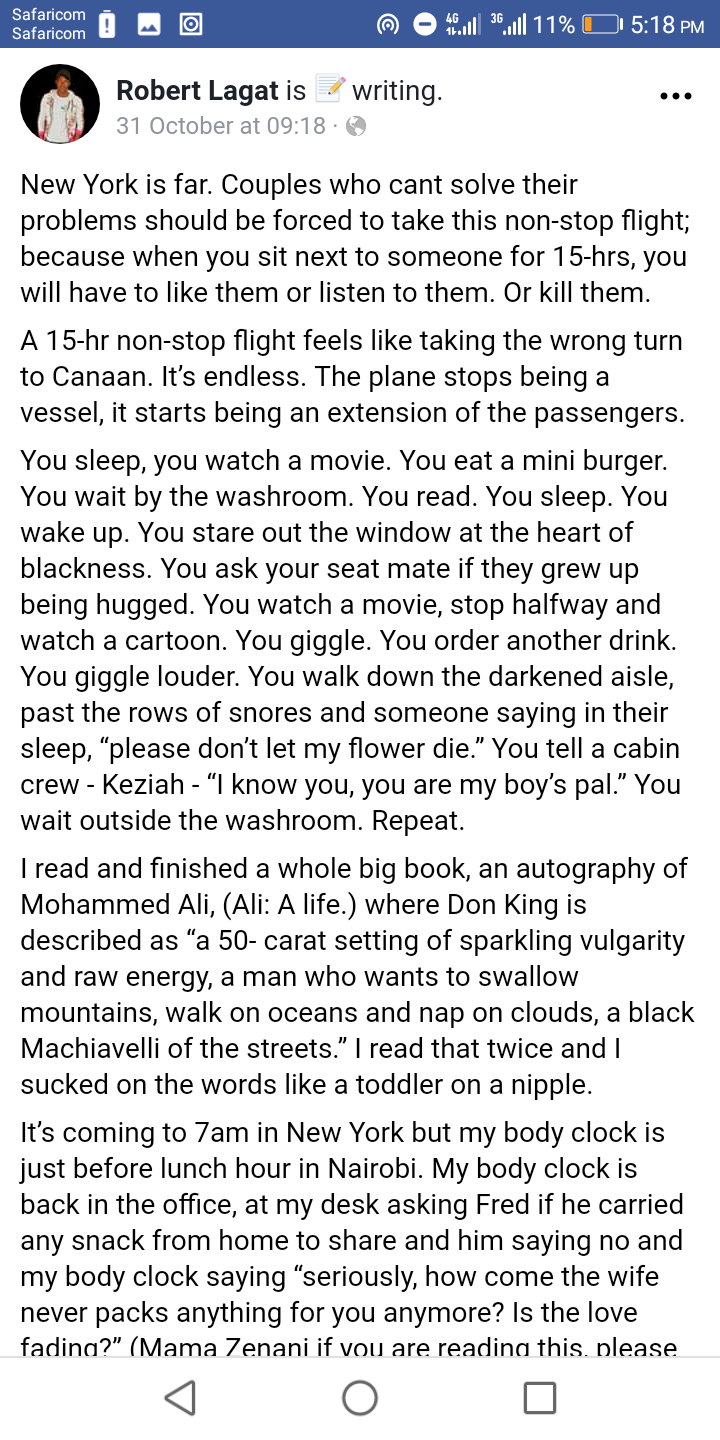 Safaricom
Safaricom
4G 3G 11% 5:18 PM
Robert Lagat is 📝 writing.
31 October at 09:18 ·
New York is far. Couples who cant solve their
problems should be forced to take this non-stop flight;
because when you sit next to someone for 15-hrs, you
will have to like them or listen to them. Or kill them.
A 15-hr non-stop flight feels like taking the wrong turn
to Canaan. It’s endless. The plane stops being a
vessel, it starts being an extension of the passengers.
You sleep, you watch a movie. You eat a mini burger.
You wait by the washroom. You read. You sleep. You
wake up. You stare out the window at the heart of
blackness. You ask your seat mate if they grew up
being hugged. You watch a movie, stop halfway and
watch a cartoon. You giggle. You order another drink.
You giggle louder. You walk down the darkened aisle,
past the rows of snores and someone saying in their
sleep, “please don’t let my flower die.” You tell a cabin
crew - Keziah - “I know you, you are my boy’s pal.” You
wait outside the washroom. Repeat.
I read and finished a whole big book, an autography of
Mohammed Ali, (Ali: A life.) where Don King is
described as “a 50- carat setting of sparkling vulgarity
and raw energy, a man who wants to swallow
mountains, walk on oceans and nap on clouds, a black
Machiavelli of the streets.” I read that twice and I
sucked on the words like a toddler on a nipple.
It’s coming to 7am in New York but my body clock is
just before lunch hour in Nairobi. My body clock is
back in the office, at my desk asking Fred if he carried
any snack from home to share and him saying no and
my body clock saying “seriously, how come the wife
never packs anything for you anymore? Is the love
fading?” (Mama Zenani if you are reading this, please